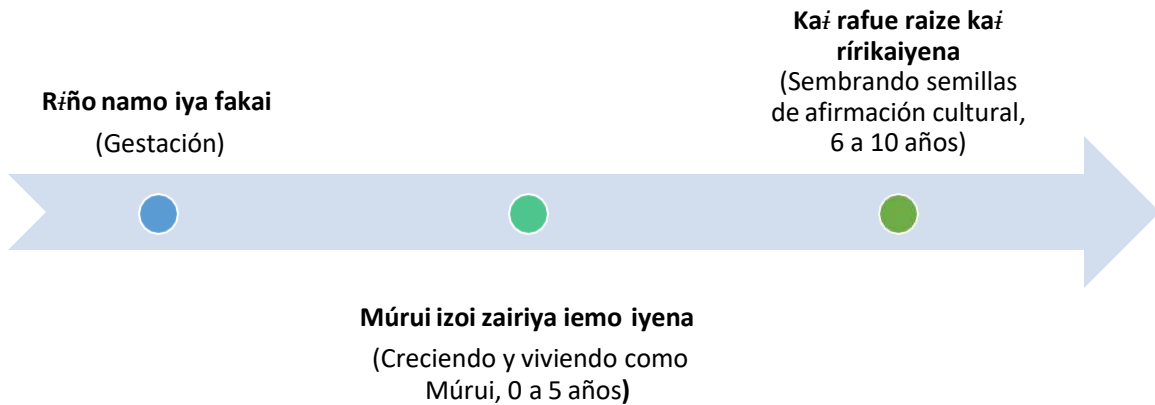 Rɨño namo iya fakai
(Gestación)
Múrui izoi zairiya iemo iyena
(Creciendo y viviendo como
Múrui, 0 a 5 años)
Kaɨ rafue raize kaɨ
rírikaiyena
(Sembrando semillas
de afirmación cultural,
6 a 10 años)